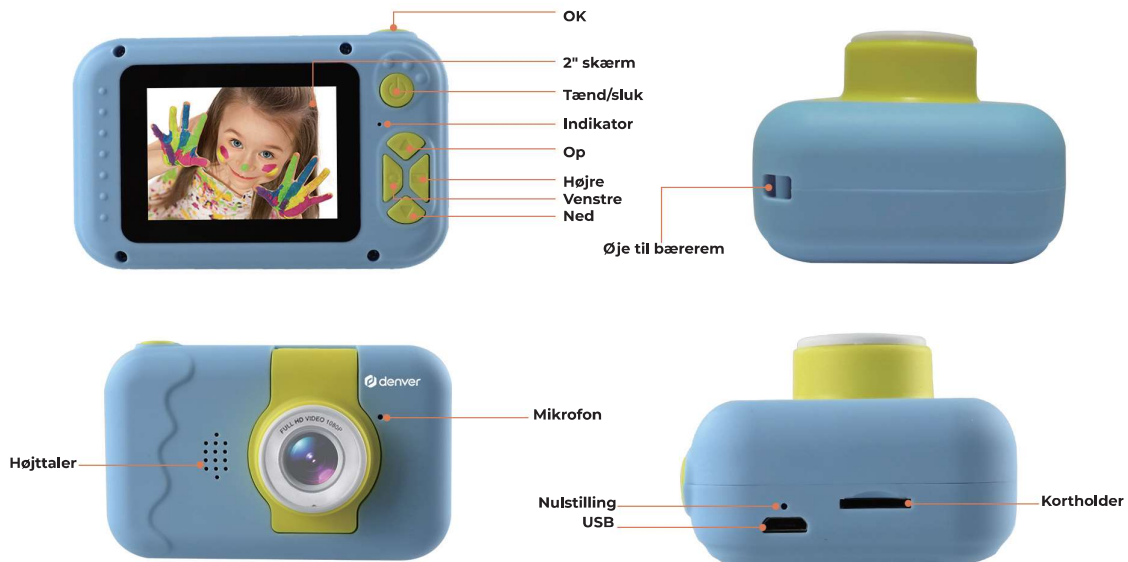 OK
2" skærm
Tænd/sluk
Indikator
Op
Højre
Venstre
Ned
Øje til bærerem
denver
FULL HD VIDEO 1080P
Mikrofon
Højttaler
Nulstilling
USB
Kortholder